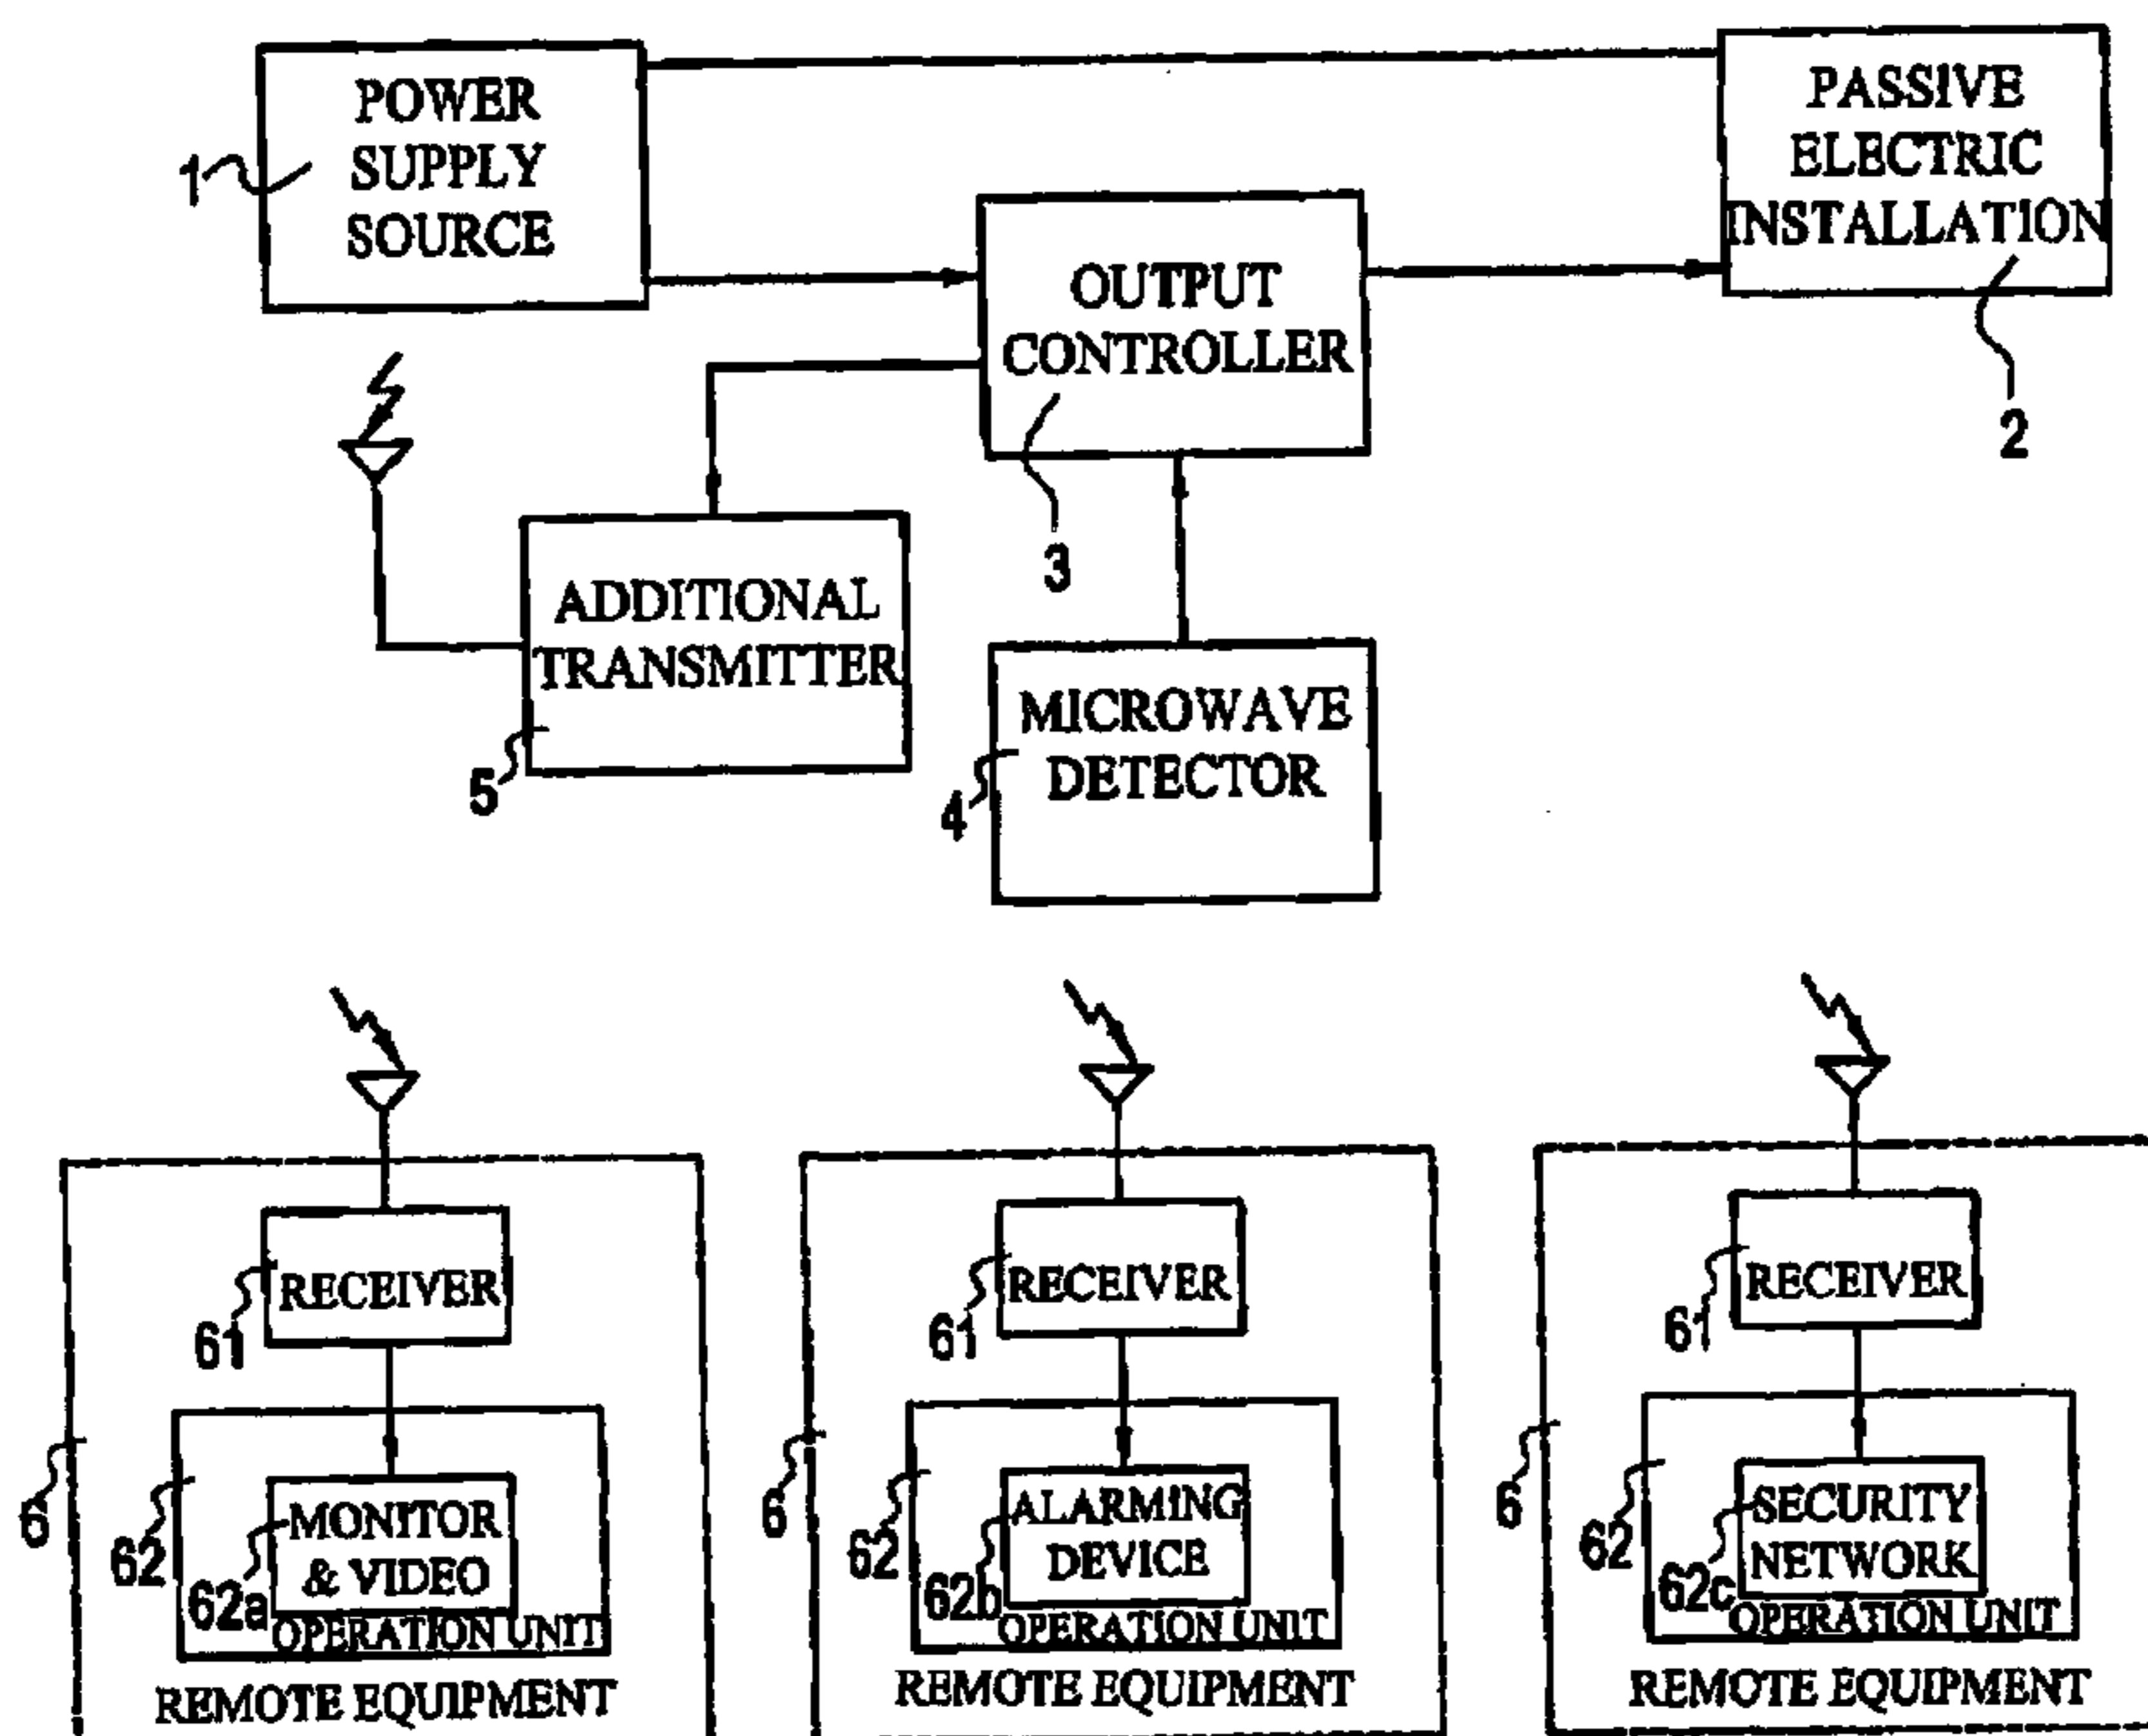 POWER
SUPPLY
SOURCE
1
PASSIVE
ELECTRIC
INSTALLATION
2
OUTPUT
CONTROLLER
3
ADDITIONAL
TRANSMITTER
5
MICROWAVE
DETECTOR
4
RECEIVER
61
6
62
MONITOR
& VIDEO
62a
OPERATION UNIT
REMOTE EQUIPMENT
RECEIVER
61
6
62
ALARMING
DEVICE
62b
OPERATION UNIT
REMOTE EQUIPMENT
RECEIVER
61
6
62
SECURITY
NETWORK
62c
OPERATION UNIT
REMOTE EQUIPMENT